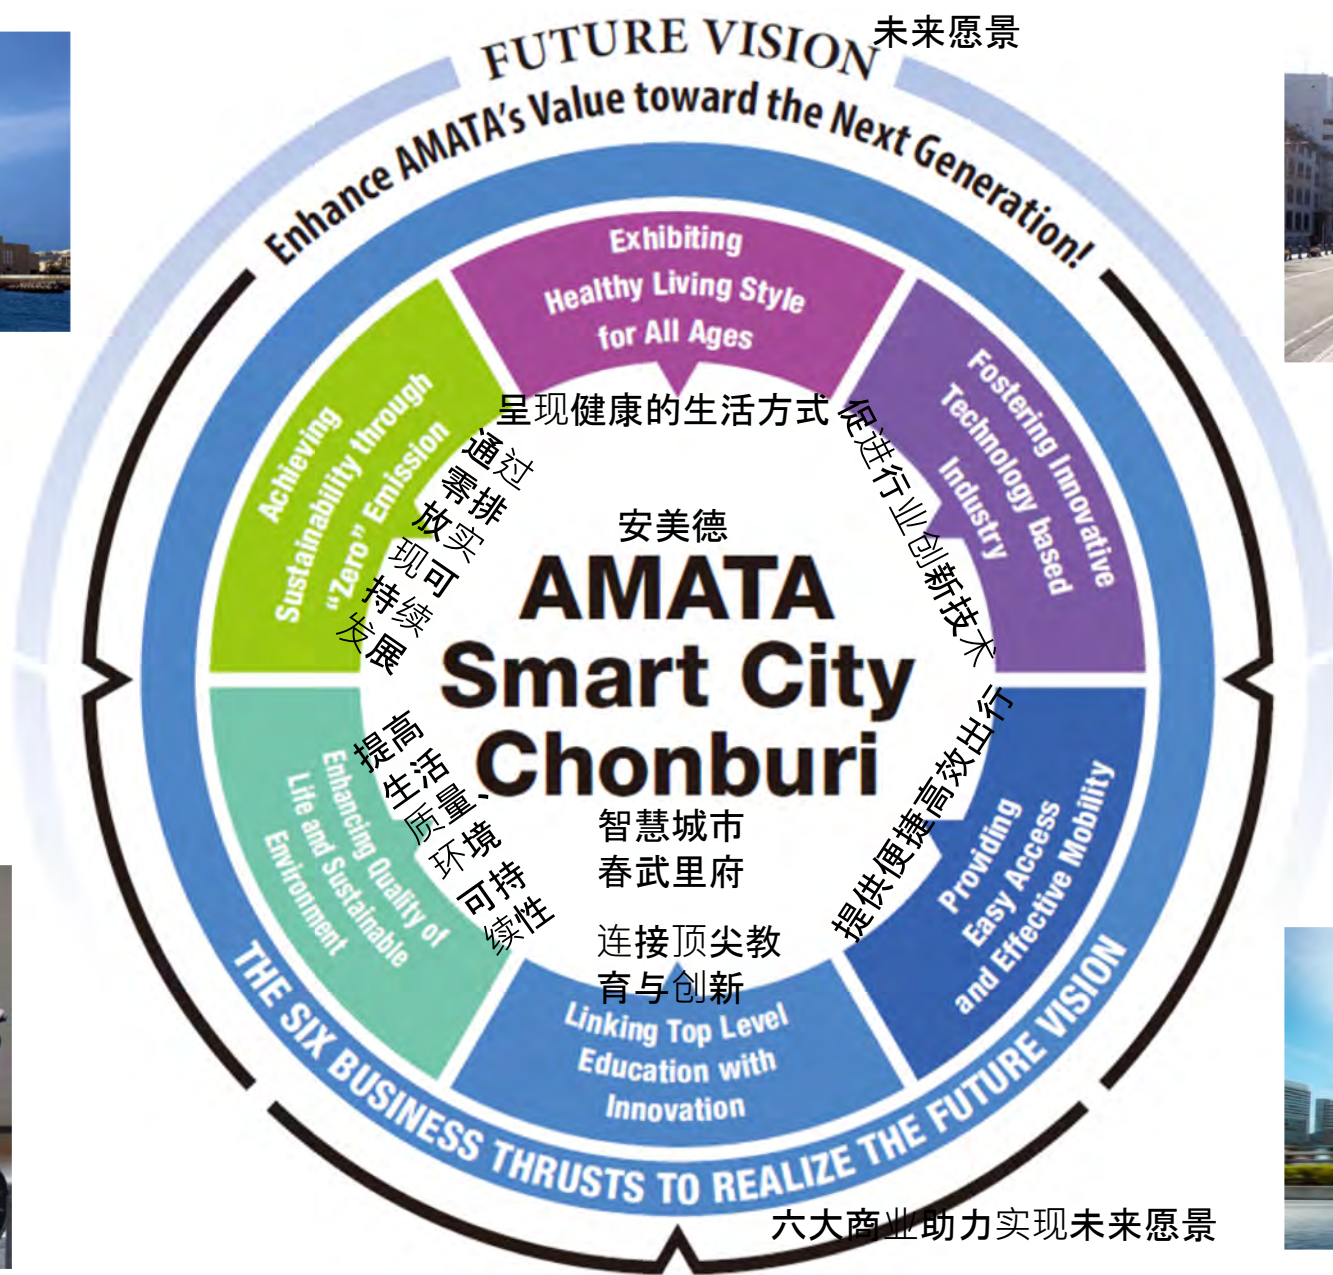 FUTURE VISION
未来愿景
Enhance AMATA's Value toward the Next Generation!
Exhibiting
Healthy Living Style
for All Ages
呈现健康的生活方式
Fostering Innovative
Technology based
Industry
促进行业创新技术
Achieving
Sustainability through
“Zero” Emission
通过
零排
放实
现可
持续
发展
安美德
AMATA
Smart City
Chonburi
智慧城市
春武里府
提高
生活
质量、
环境
可持
续性
Enhancing Quality of
Life and Sustainable
Environment
提供便捷高效出行
Providing
Easy Access
and Effective Mobility
连接顶尖教
育与创新
Linking Top Level
Education with
Innovation
THE SIX BUSINESS THRUSTS TO REALIZE THE FUTURE VISION
六大商业助力实现未来愿景